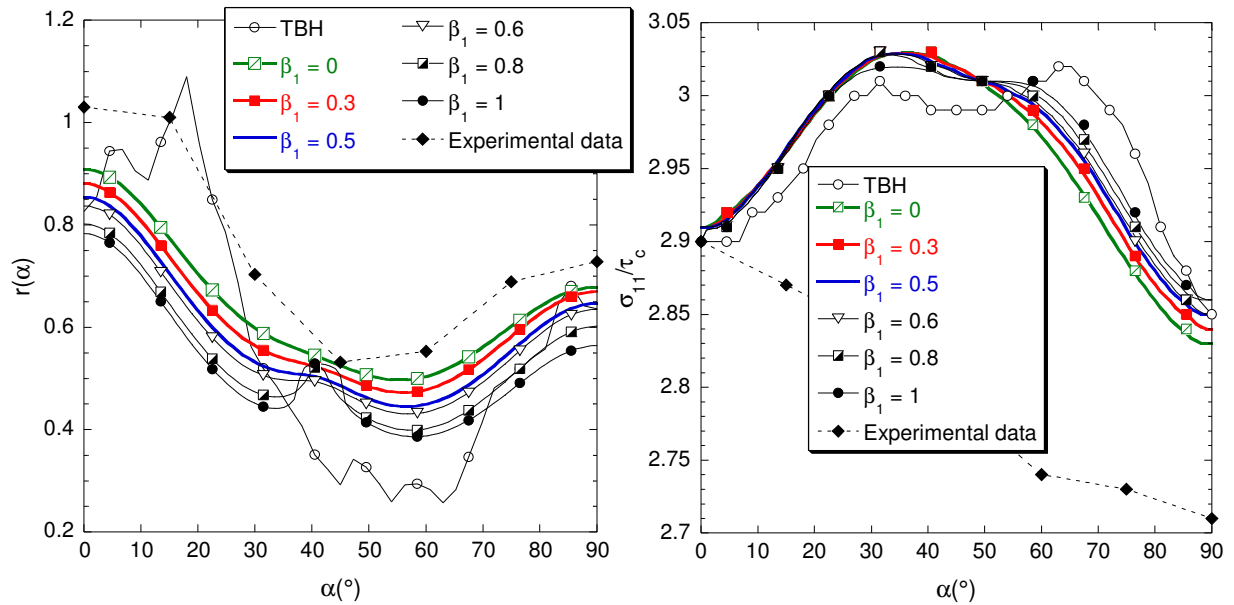 1.2
1
0.8
0.6
0.4
0.2
r(α)
0 10 20 30 40 50 60 70 80 90
α(°)
TBH
β1 = 0
β1 = 0.3
β1 = 0.5
β1 = 0.6
β1 = 0.8
β1 = 1
Experimental data
3.05
3
2.95
2.9
2.85
2.8
2.75
2.7
σ11/τc
0 10 20 30 40 50 60 70 80 90
α(°)
TBH
β1 = 0
β1 = 0.3
β1 = 0.5
β1 = 0.6
β1 = 0.8
β1 = 1
Experimental data